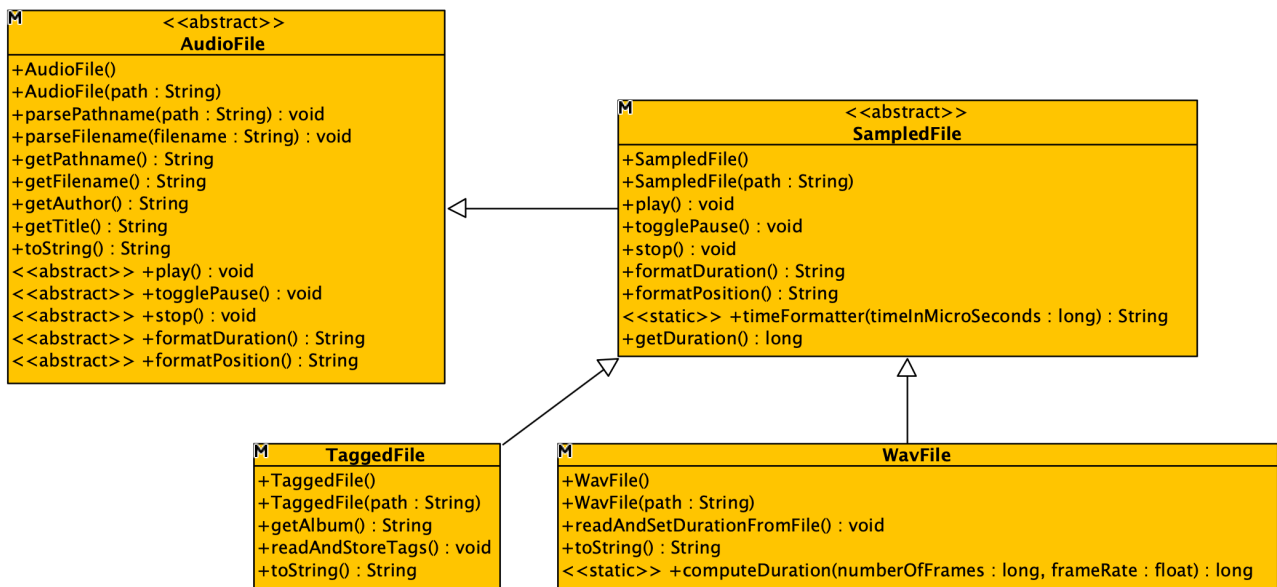 M
<<abstract>>
AudioFile
+AudioFile()
+AudioFile(path : String)
+parsePathname(path : String) : void
+parseFilename(filename : String) : void
+getPathname() : String
+getFilename() : String
+getAuthor() : String
+getTitle() : String
+toString() : String
<<abstract>> +play() : void
<<abstract>> +togglePause() : void
<<abstract>> +stop() : void
<<abstract>> +formatDuration() : String
<<abstract>> +formatPosition() : String
M
<<abstract>>
SampledFile
+SampledFile()
+SampledFile(path : String)
+play() : void
+togglePause() : void
+stop() : void
+formatDuration() : String
+formatPosition() : String
<<static>> +timeFormatter(timeInMicroSeconds : long) : String
+getDuration() : long
M
TaggedFile
+TaggedFile()
+TaggedFile(path : String)
+getAlbum() : String
+readAndStoreTags() : void
+toString() : String
M
WavFile
+WavFile()
+WavFile(path : String)
+readAndSetDurationFromFile() : void
+toString() : String
<<static>> +computeDuration(numberOfFrames : long, frameRate : float) : long